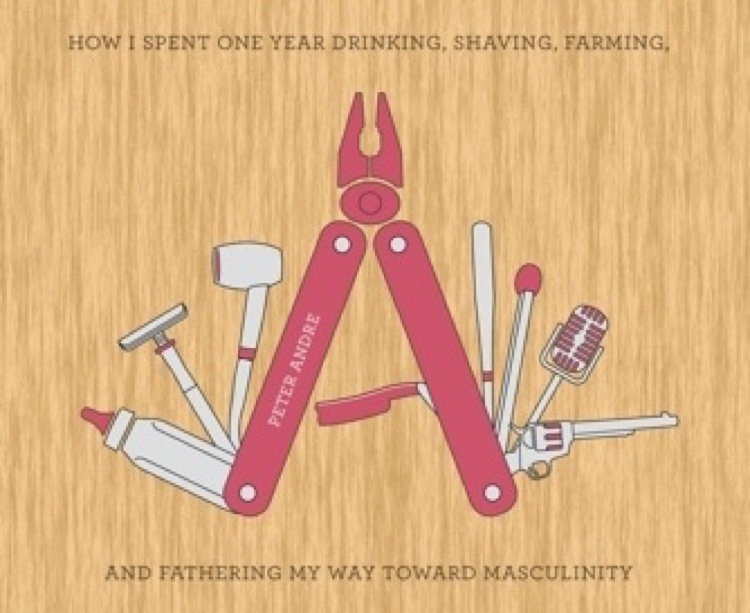 HOW I SPENT ONE YEAR DRINKING, SHAVING, FARMING,
PETER ANDRE
AND FATHERING MY WAY TOWARD MASCULINITY